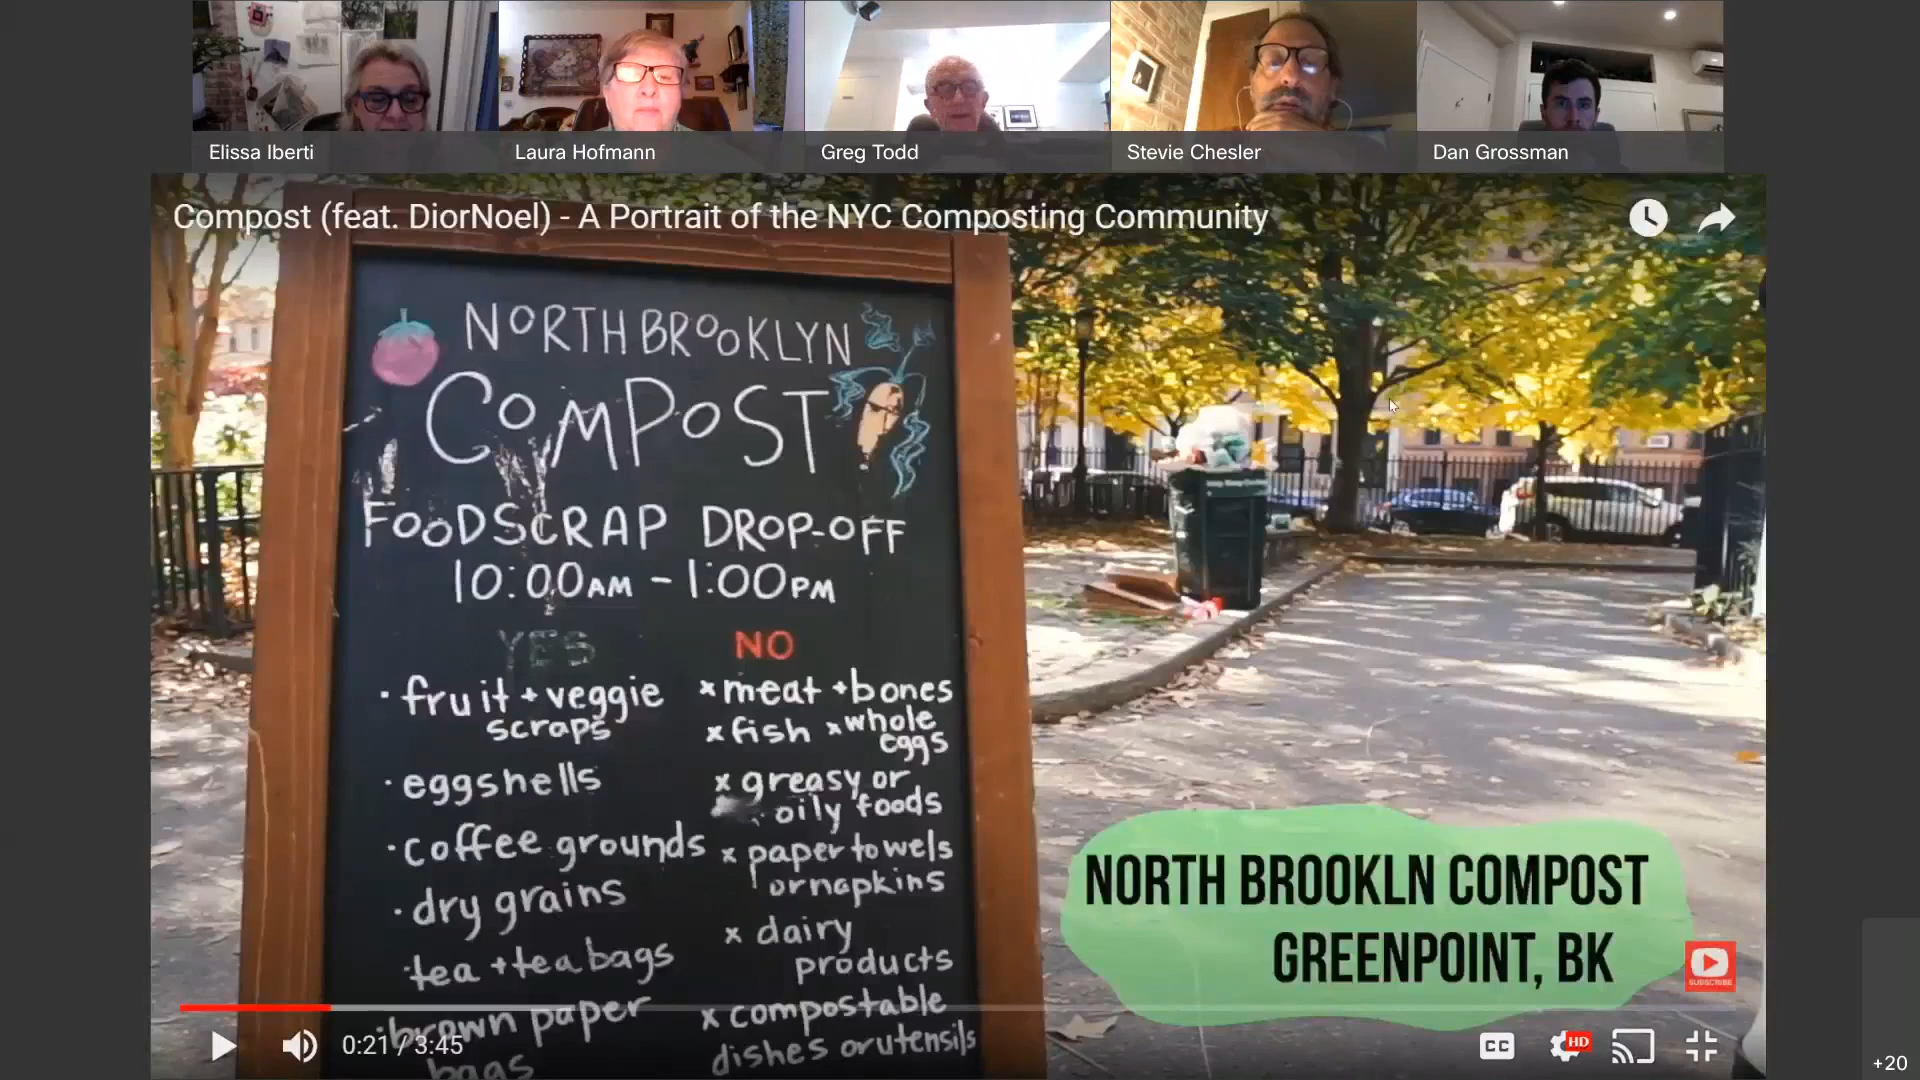 Elissa Iberti
Laura Hofmann
Greg Todd
Stevie Chesler
Dan Grossman
Compost (feat. DiorNoel) - A Portrait of the NYC Composting Community
NORTH BROOKLYN
COMPOST
FOODSCRAP DROP-OFF
10:00AM - 1:00PM
YES
· fruit + veggie
scraps
· eggshells
· coffee grounds
· dry grains
· tea + tea bags
· brown paper
bags
NO
x meat + bones
x fish x whole
eggs
x greasy or
oily foods
x paper towels
or napkins
x dairy
products
x compostable
dishes or utensils
NORTH BROOKLN COMPOST
GREENPOINT, BK
SUBSCRIBE
0:21 / 3:45
CC
HD
+20